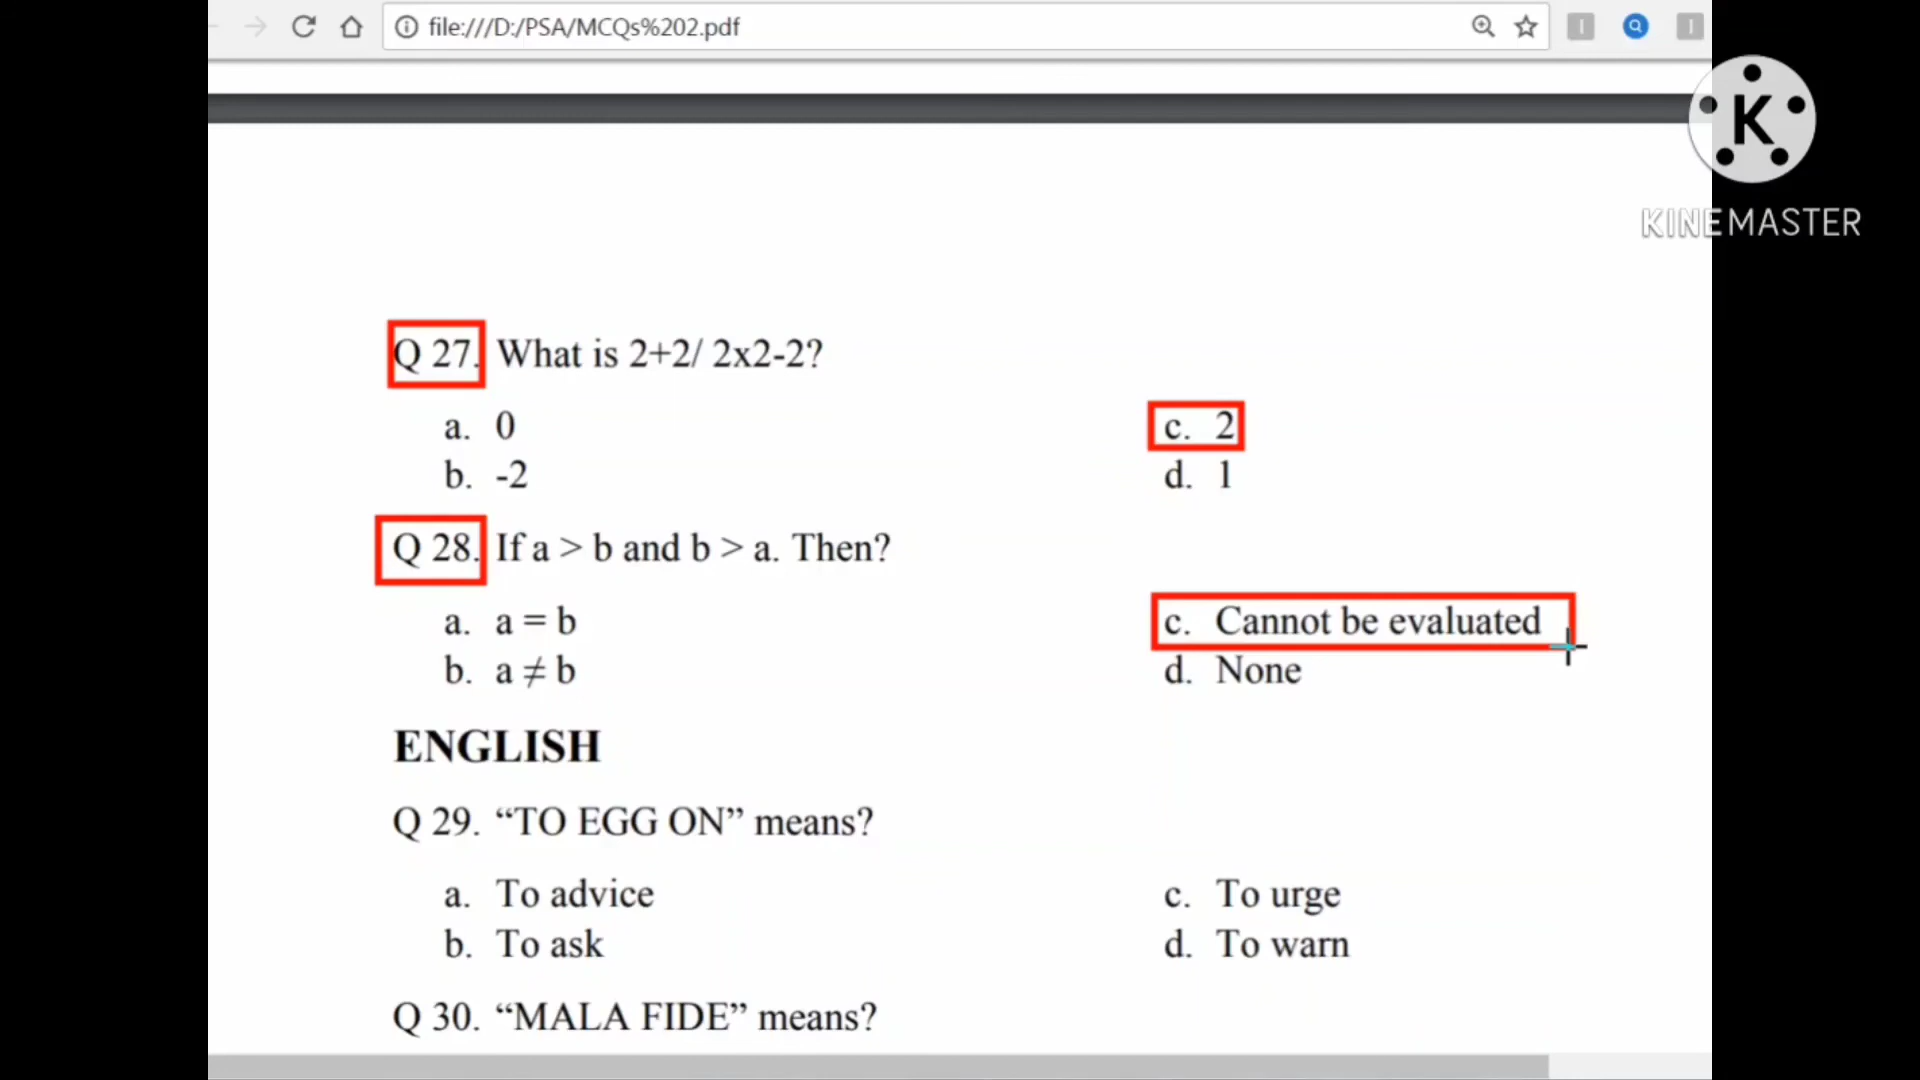 file:///D:/PSA/MCQs%202.pdf
K
KINEMASTER
Q 27. What is 2+2/ 2x2-2?
a. 0
b. -2
c. 2
d. 1
Q 28. If a > b and b > a. Then?
a. a = b
b. a ≠ b
c. Cannot be evaluated
d. None
ENGLISH
Q 29. “TO EGG ON” means?
a. To advice
b. To ask
c. To urge
d. To warn
Q 30. “MALA FIDE” means?